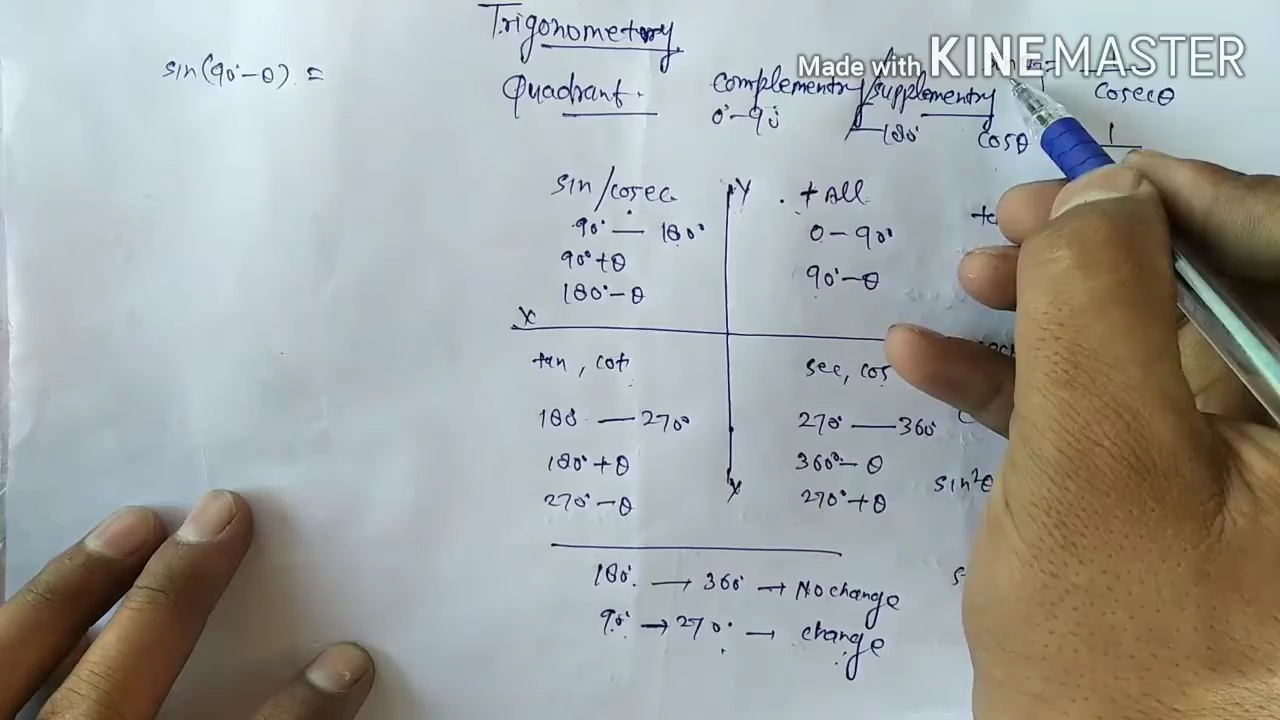 Trigonometory
sin(90°-θ) =
Quadrant.
complementry/supplementry
0°-90°
180°
Made with KINEMASTER
cosecθ
cosθ
1
sin/cosec
90° — 180°
90°+θ
180°-θ
Y
+ All
0 - 90°
90°-θ
X
tan, cot
180 — 270°
180°+θ
270°-θ
sec, cos
270° — 360°
360°-θ
270°+θ
sin²θ
180° → 360° → No change
90° → 270° → change